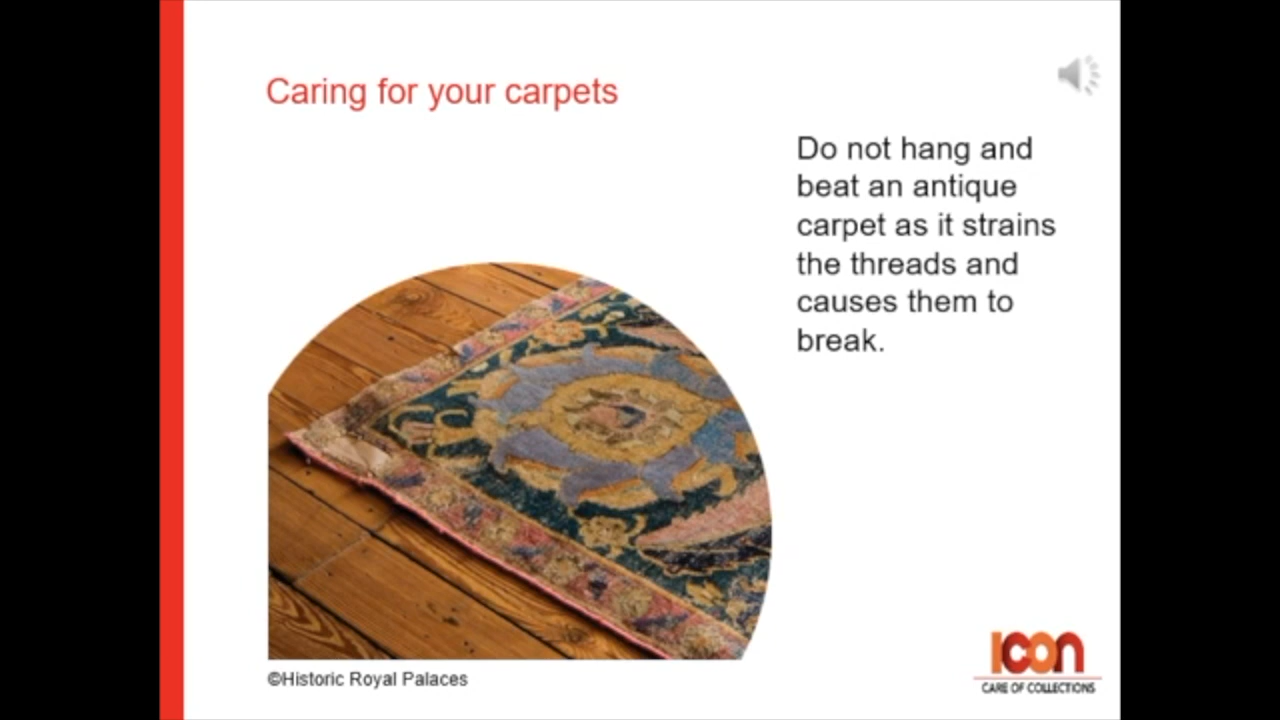 Caring for your carpets
Do not hang and
beat an antique
carpet as it strains
the threads and
causes them to
break.
©Historic Royal Palaces
Icon
CARE OF COLLECTIONS